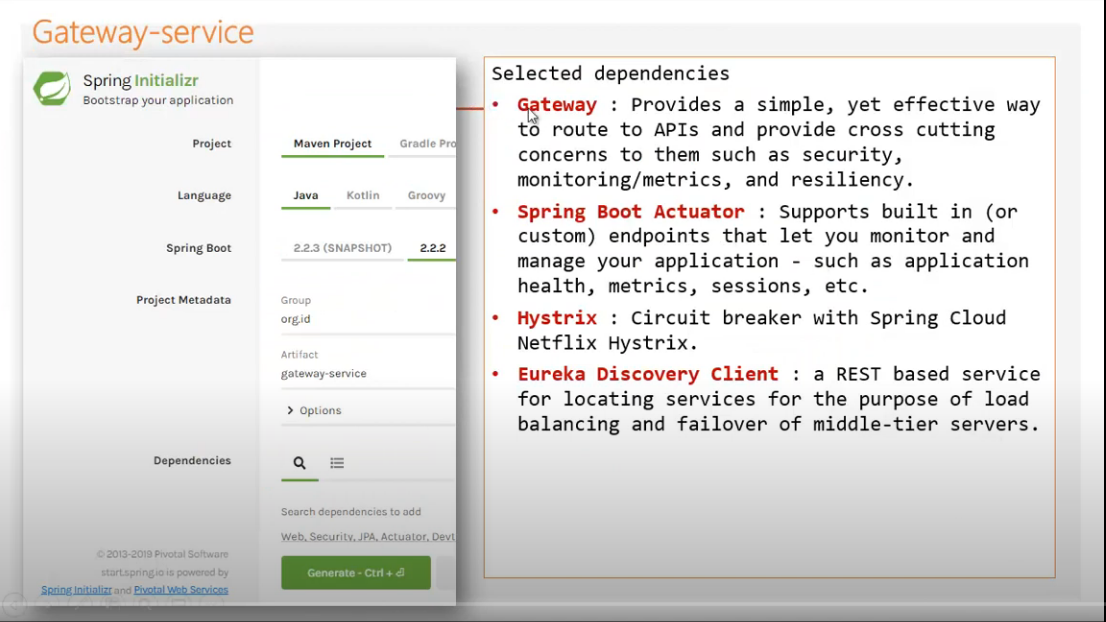 Gateway-service
Spring Initializr
Bootstrap your application
Project
Maven Project
Gradle Pro
Language
Java
Kotlin
Groovy
Spring Boot
2.2.3 (SNAPSHOT)
2.2.2
Project Metadata
Group
org.id
Artifact
gateway-service
Options
Dependencies
Search dependencies to add
Web, Security, JPA, Actuator, Devt
© 2013-2019 Pivotal Software
start.spring.io is powered by
Spring Initializr and Pivotal Web Services
Generate - Ctrl + ⏎
Selected dependencies
• Gateway : Provides a simple, yet effective way
to route to APIs and provide cross cutting
concerns to them such as security,
monitoring/metrics, and resiliency.
• Spring Boot Actuator : Supports built in (or
custom) endpoints that let you monitor and
manage your application - such as application
health, metrics, sessions, etc.
• Hystrix : Circuit breaker with Spring Cloud
Netflix Hystrix.
• Eureka Discovery Client : a REST based service
for locating services for the purpose of load
balancing and failover of middle-tier servers.